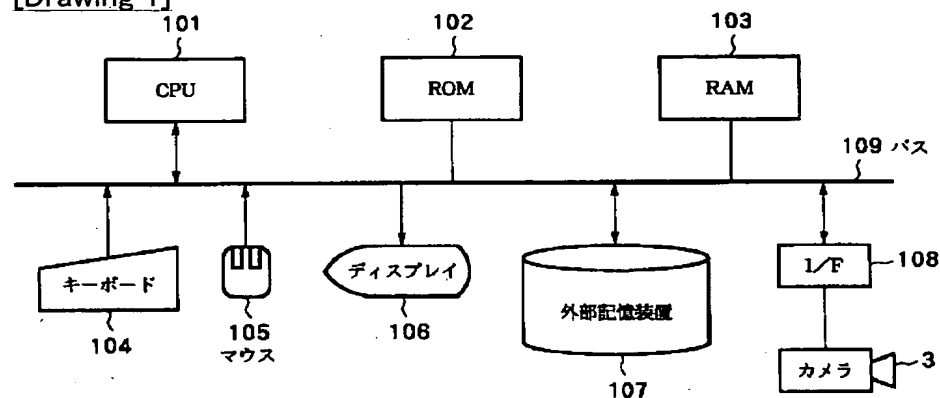 [Drawing 1]
101
102
103
CPU
ROM
RAM
109 バス
キーボード
ディスプレイ
外部記憶装置
I/F
108
104
105
マウス
106
107
カメラ
3